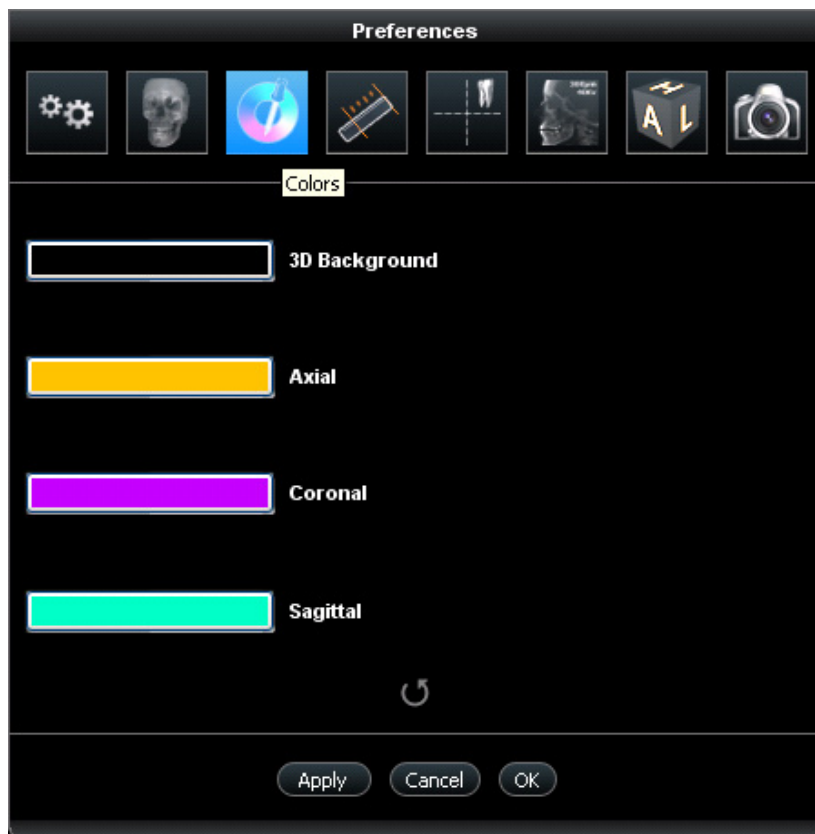 Preferences
A L H
Colors
3D Background
Axial
Coronal
Sagittal
Apply Cancel OK